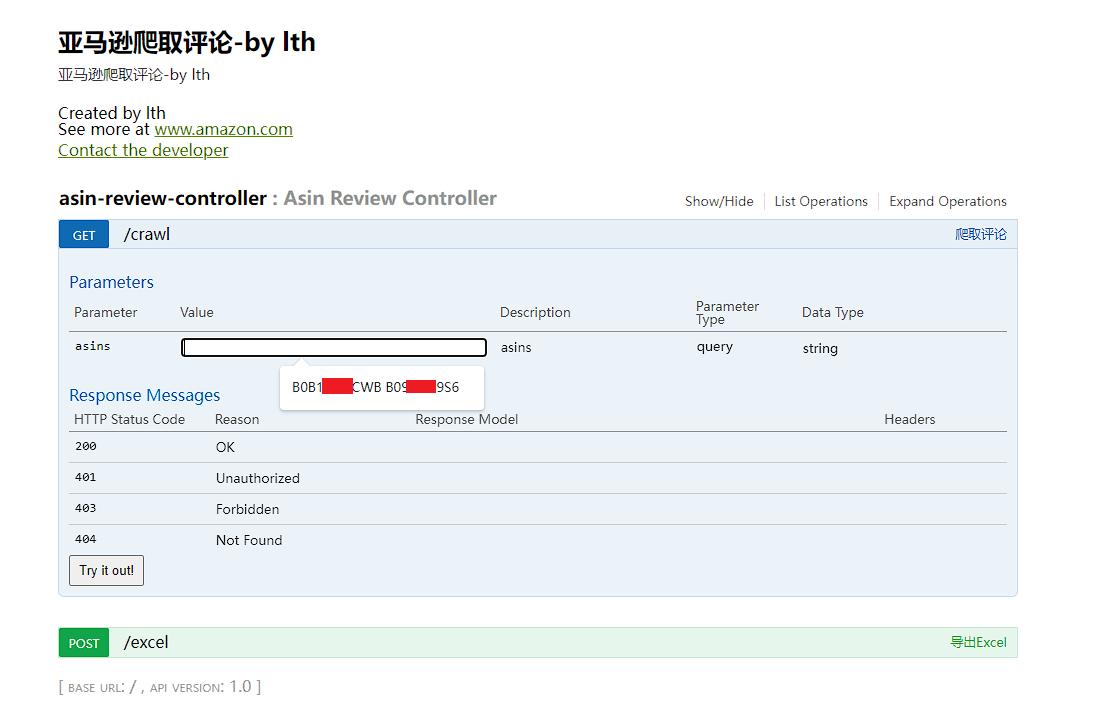 亚马逊爬取评论-by lth
亚马逊爬取评论-by lth
Created by lth
See more at www.amazon.com
Contact the developer
asin-review-controller : Asin Review Controller Show/Hide List Operations Expand Operations
GET /crawl 爬取评论
Parameters
Parameter Value Description Parameter Type Data Type
asins asins query string
B0B1 CWB B09 9S6
Response Messages
HTTP Status Code Reason Response Model Headers
200 OK
401 Unauthorized
403 Forbidden
404 Not Found
Try it out!
POST /excel 导出Excel
[ BASE URL: / , API VERSION: 1.0 ]